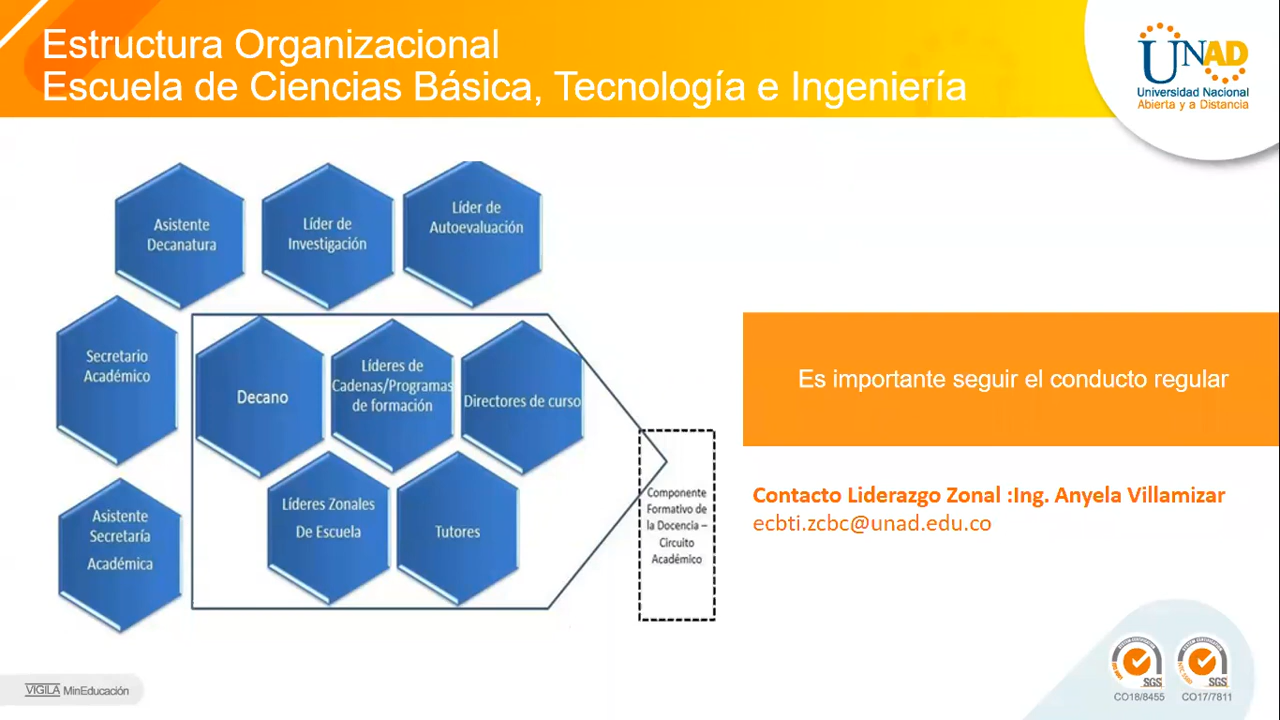 Estructura Organizacional
Escuela de Ciencias Básica, Tecnología e Ingeniería
UNAD
Universidad Nacional
Abierta y a Distancia
Asistente
Decanatura
Líder de
Investigación
Líder de
Autoevaluación
Secretario
Académico
Decano
Líderes de
Cadenas/Programas
de formación
Directores de curso
Asistente
Secretaría
Académica
Líderes Zonales
De Escuela
Tutores
Componente
Formativo de
la Docencia –
Circuito
Académico
Es importante seguir el conducto regular
Contacto Liderazgo Zonal :Ing. Anyela Villamizar
ecbti.zcbc@unad.edu.co
VIGILA MinEducación
SGS
SGS
CO18/8455
CO17/7811